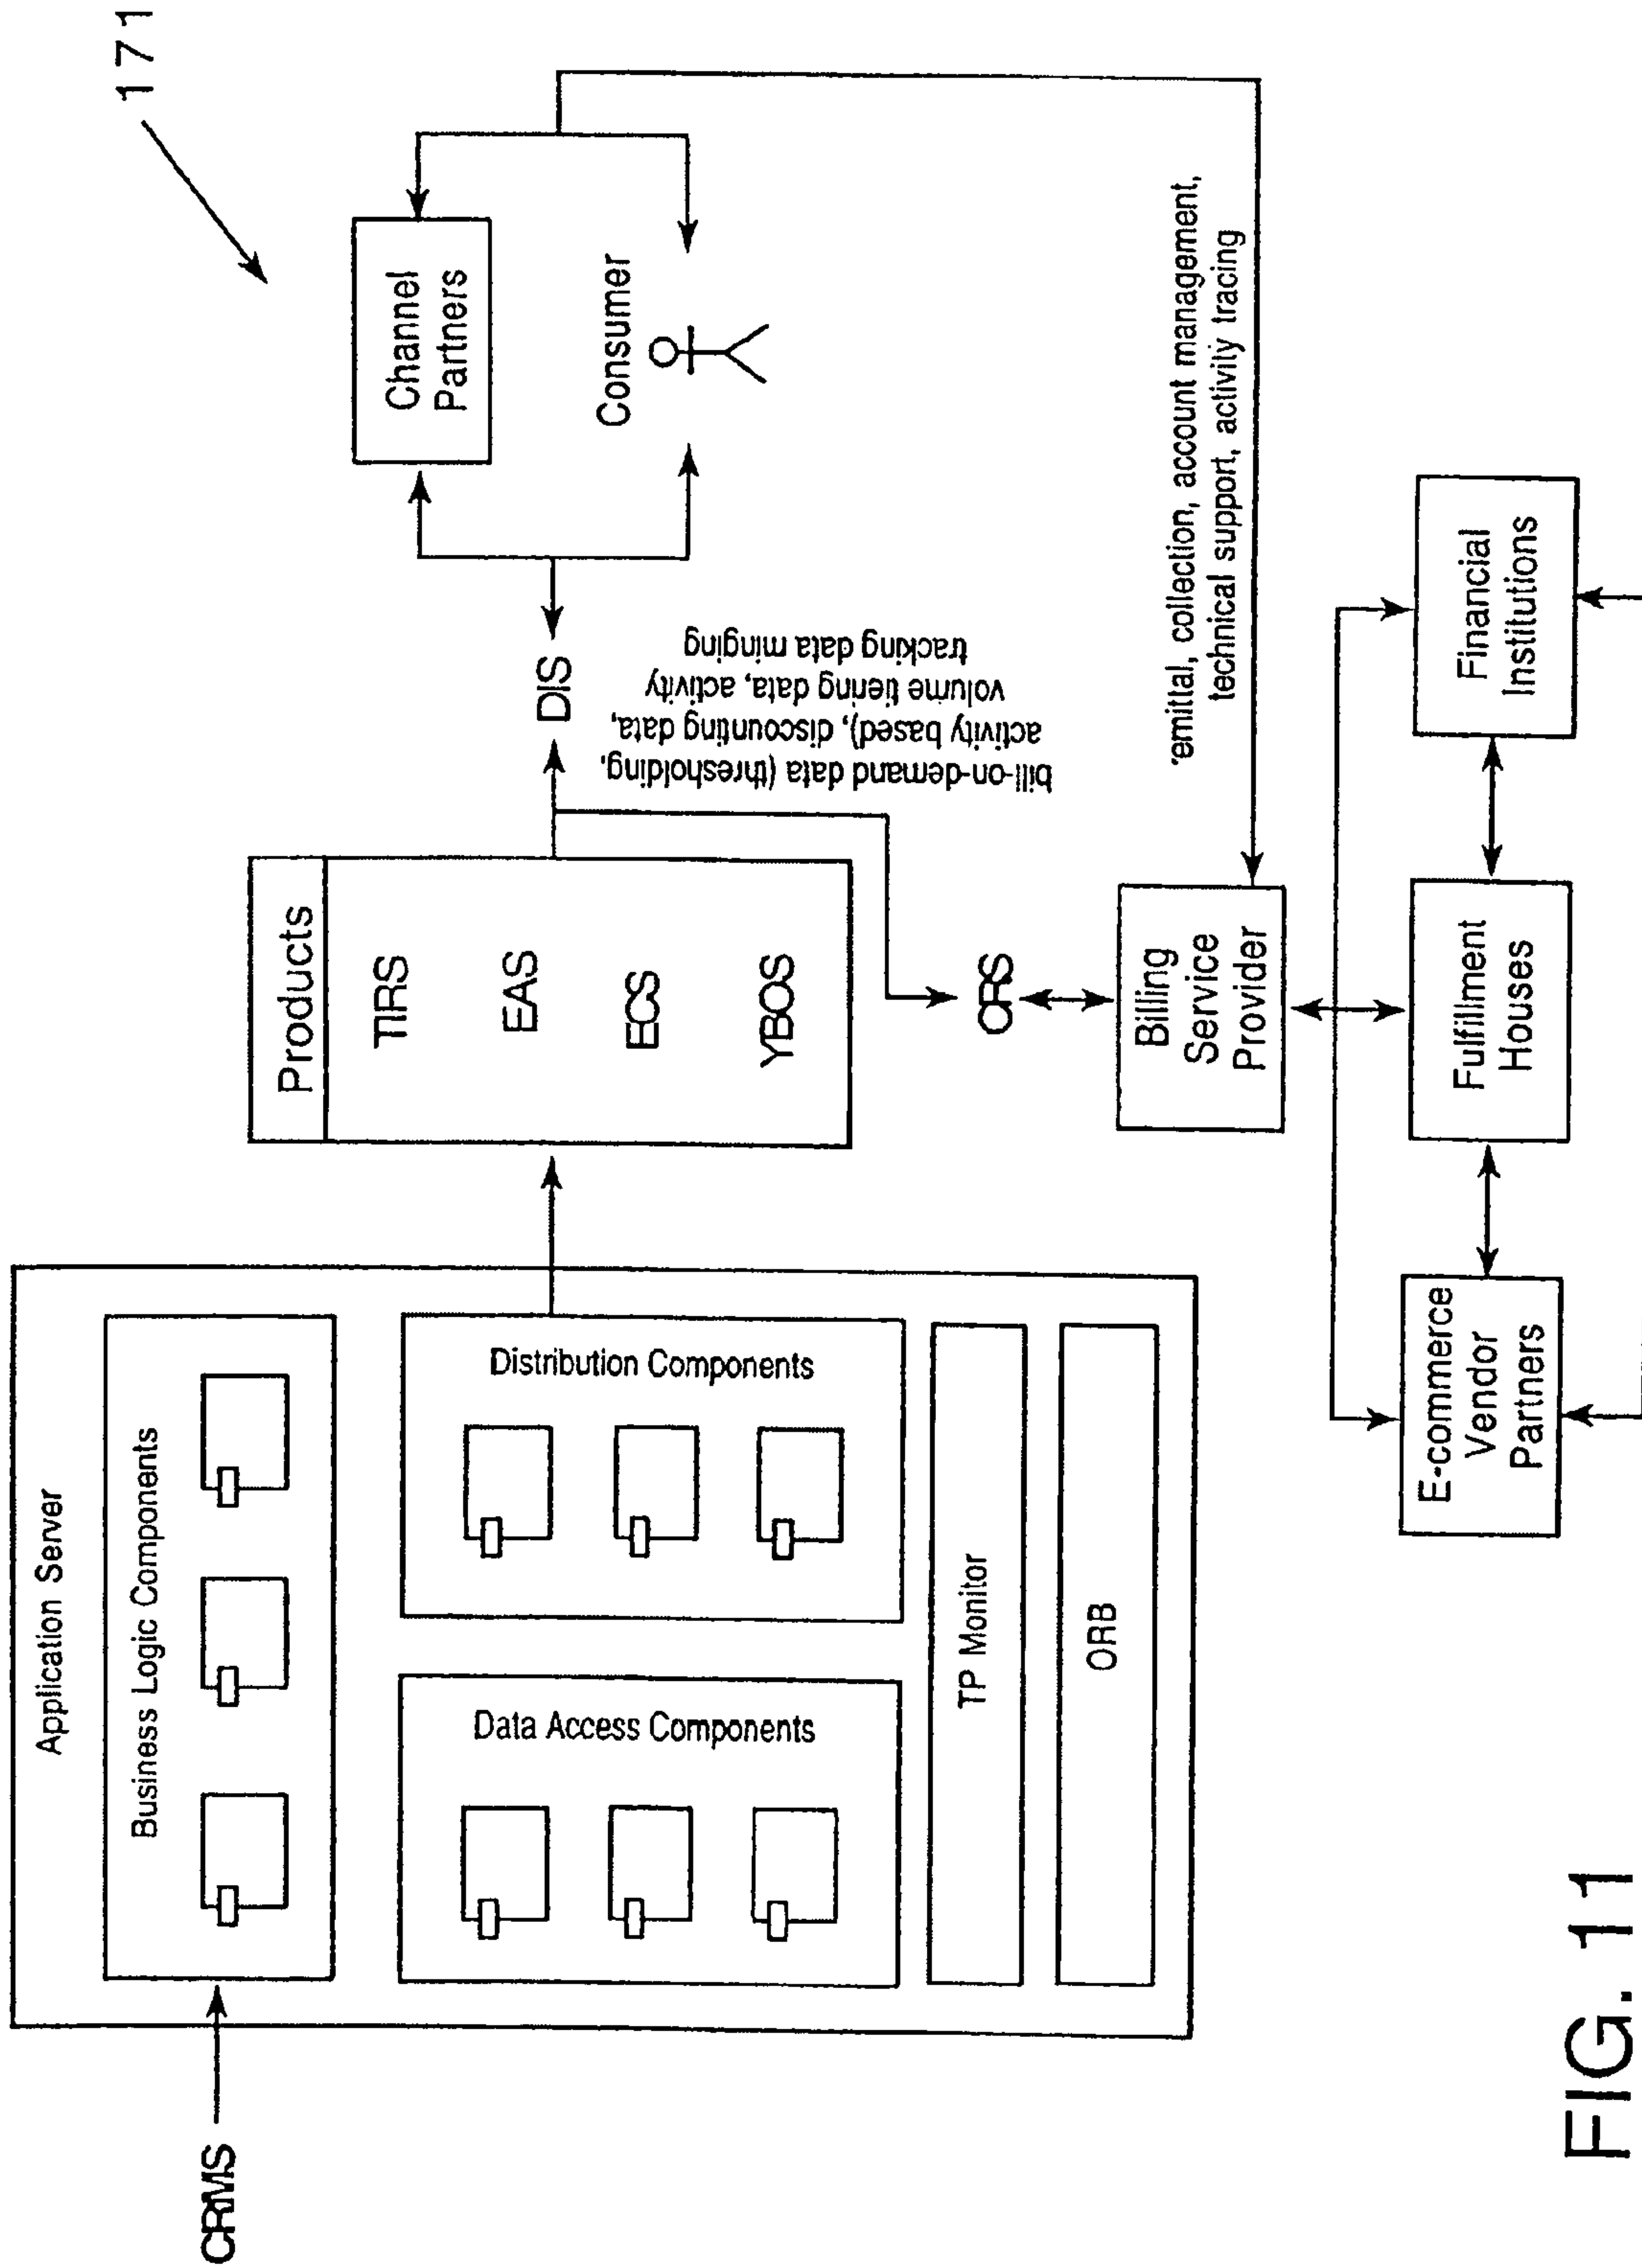 171
CRMS
Application Server
Business Logic Components
Data Access Components
Distribution Components
TP Monitor
ORB
Products
TIRS
EAS
ECS
YBOS
DIS
bill-on-demand data (thresholding,
activity based), discounting data,
volume tiering data, activity
tracking data minging
Channel
Partners
Consumer
ORS
Billing
Service
Provider
emittal, collection, account management,
technical support, activity tracing
E-commerce
Vendor
Partners
Fulfillment
Houses
Financial
Institutions
FIG. 11